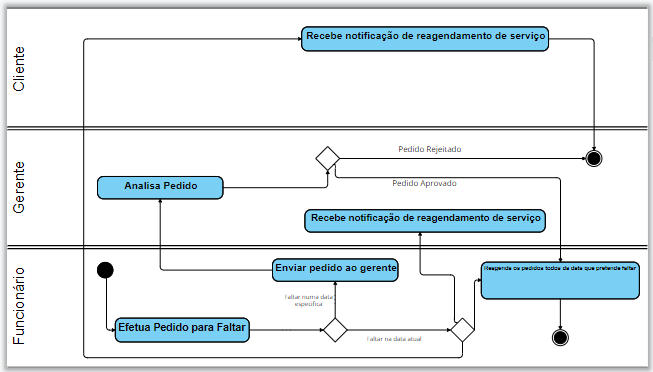 Cliente
Recebe notificação de reagendamento de serviço
Gerente
Pedido Rejeitado
Analisa Pedido
Pedido Aprovado
Recebe notificação de reagendamento de serviço
Funcionário
Enviar pedido ao gerente
Reagenda os pedidos todos da data que pretende faltar
Faltar numa data
especifica
Efetua Pedido para Faltar
Faltar na data atual